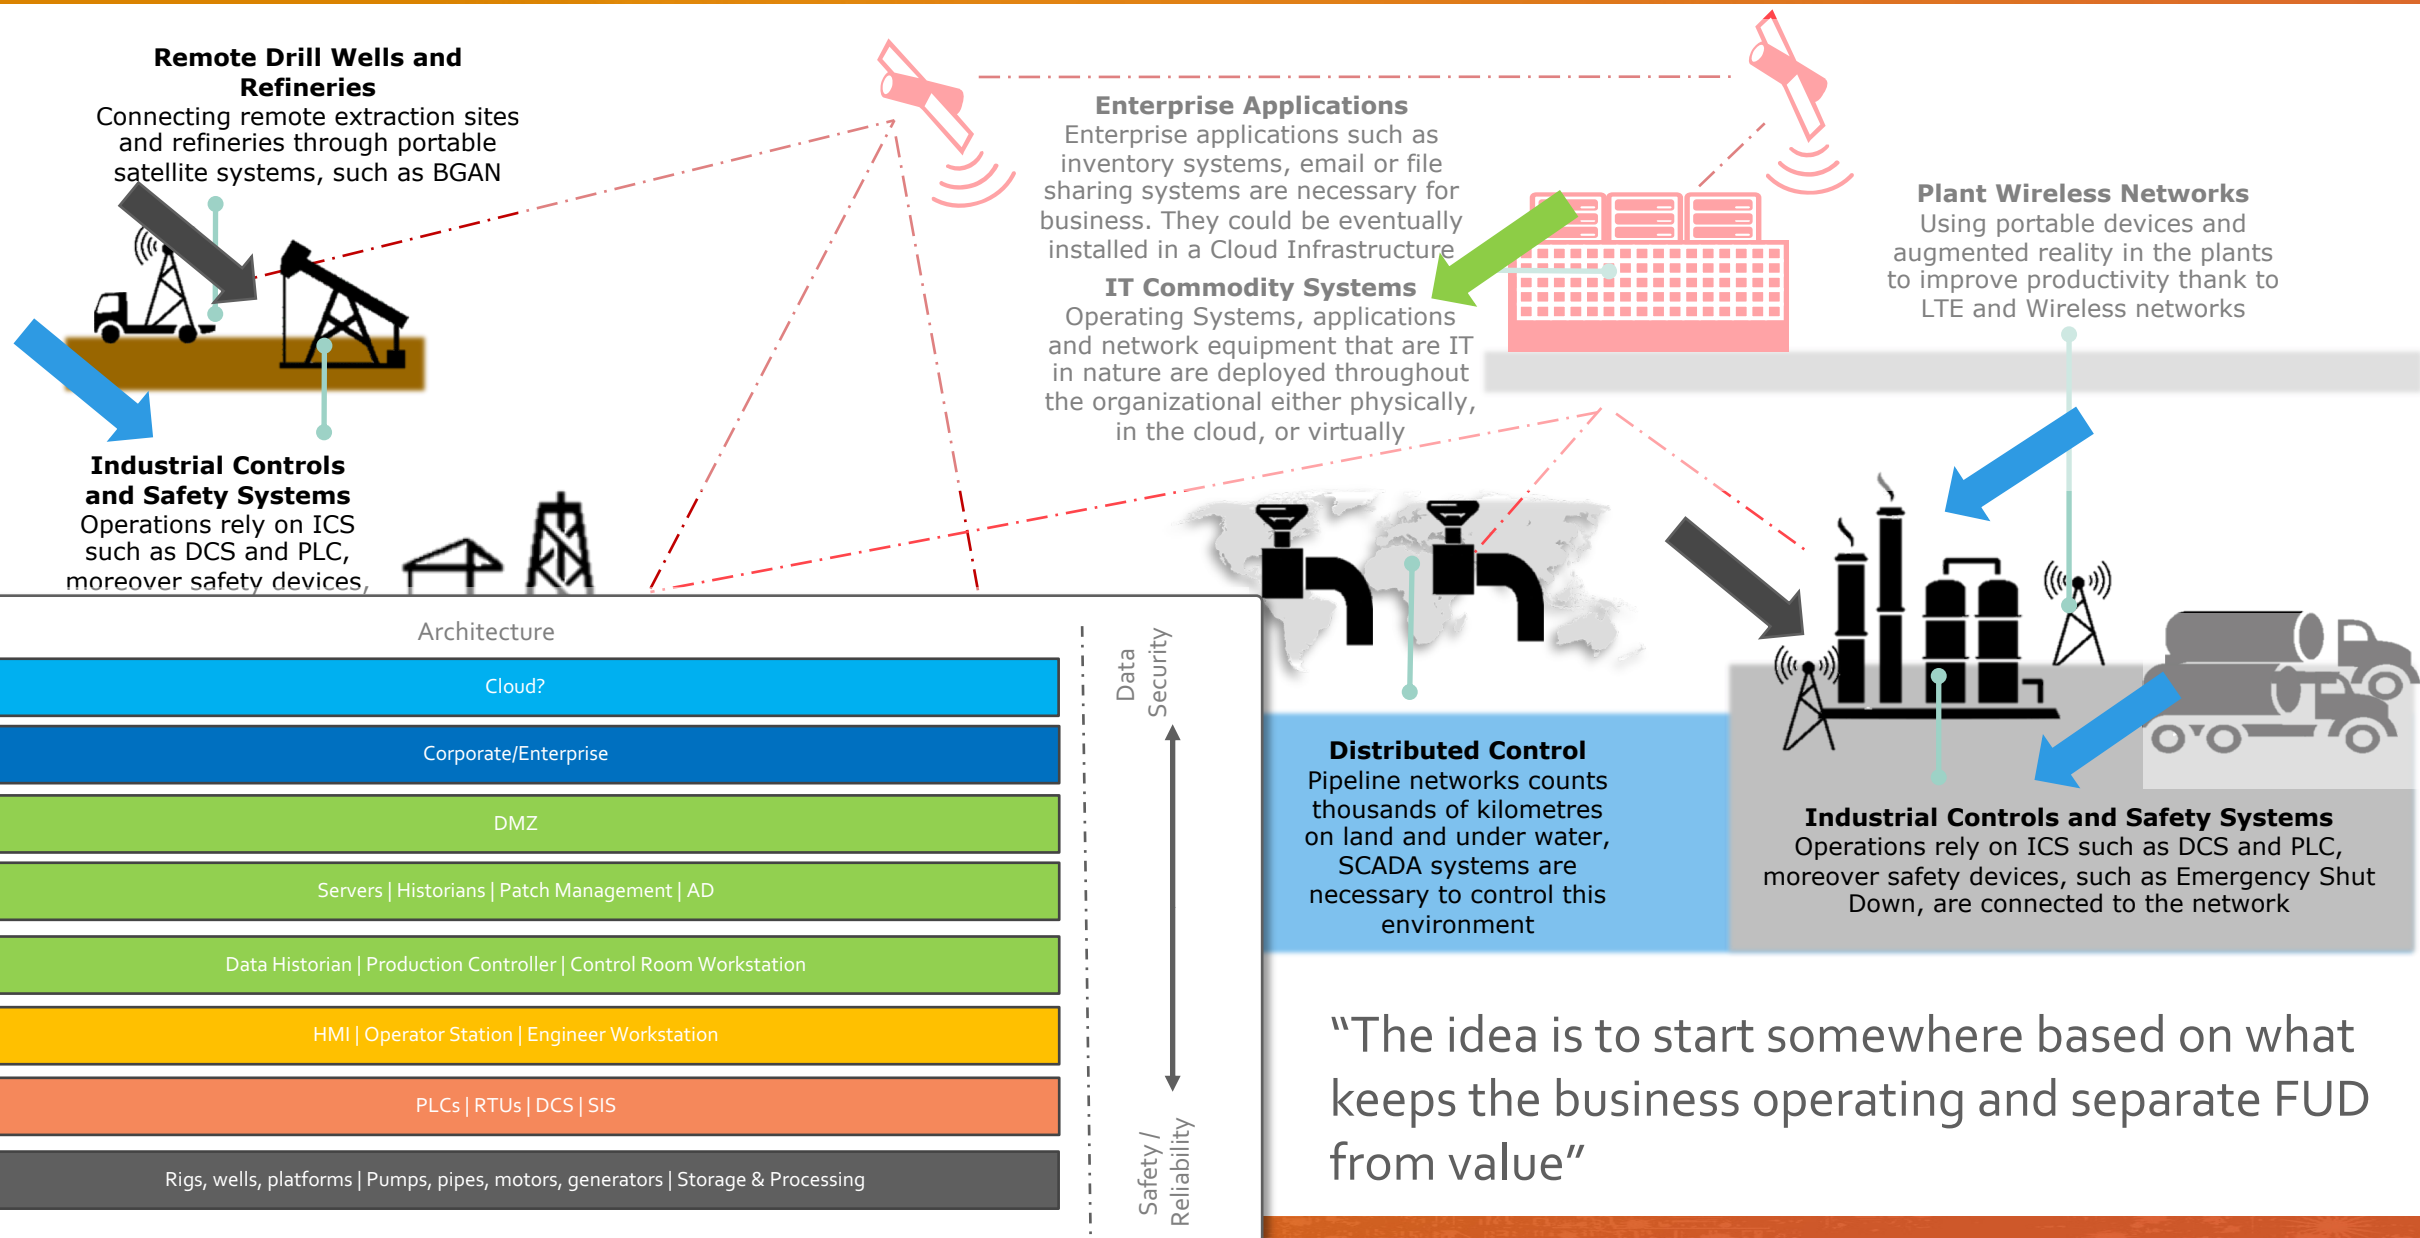 Remote Drill Wells and
Refineries
Connecting remote extraction sites
and refineries through portable
satellite systems, such as BGAN
Enterprise Applications
Enterprise applications such as
inventory systems, email or file
sharing systems are necessary for
business. They could be eventually
installed in a Cloud Infrastructure
IT Commodity Systems
Operating Systems, applications
and network equipment that are IT
in nature are deployed throughout
the organizational either physically,
in the cloud, or virtually
Plant Wireless Networks
Using portable devices and
augmented reality in the plants
to improve productivity thank to
LTE and Wireless networks
Industrial Controls
and Safety Systems
Operations rely on ICS
such as DCS and PLC,
moreover safety devices,
Architecture
Cloud?
Corporate/Enterprise
DMZ
Servers | Historians | Patch Management | AD
Data Historian | Production Controller | Control Room Workstation
HMI | Operator Station | Engineer Workstation
PLCs | RTUs | DCS | SIS
Rigs, wells, platforms | Pumps, pipes, motors, generators | Storage & Processing
Data
Security
Safety /
Reliability
Distributed Control
Pipeline networks counts
thousands of kilometres
on land and under water,
SCADA systems are
necessary to control this
environment
Industrial Controls and Safety Systems
Operations rely on ICS such as DCS and PLC,
moreover safety devices, such as Emergency Shut
Down, are connected to the network
“The idea is to start somewhere based on what
keeps the business operating and separate FUD
from value”